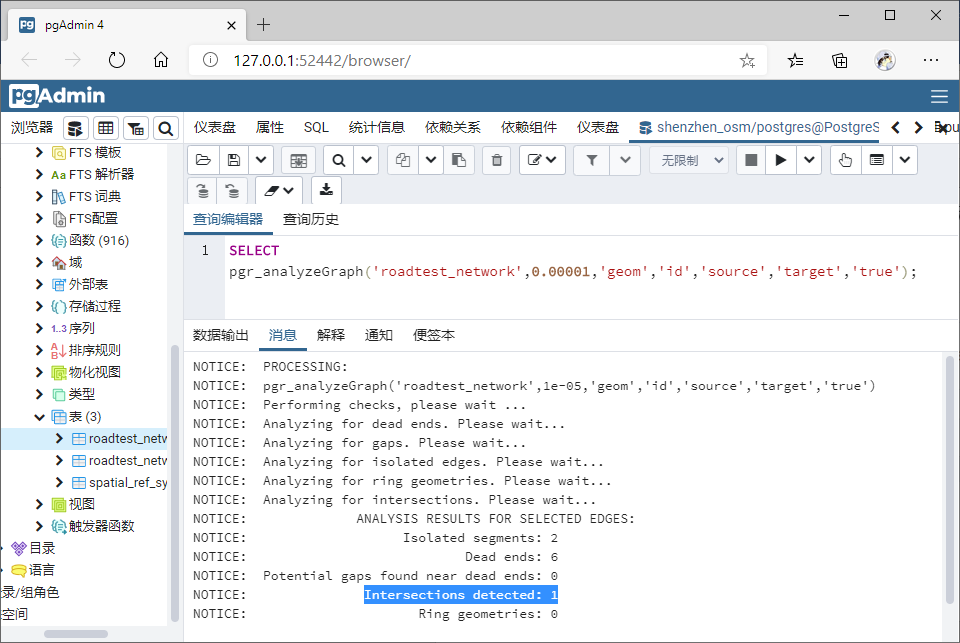 pgAdmin 4
127.0.0.1:52442/browser/
pgAdmin
浏览器
仪表盘 属性 SQL 统计信息 依赖关系 依赖组件 仪表盘 shenzhen_osm/postgres@PostgreS
FTS 模板
Aa FTS 解析器
FTS 词典
FTS配置
函数 (916)
域
外部表
存储过程
1..3 序列
排序规则
物化视图
类型
表 (3)
roadtest_netw
roadtest_netw
spatial_ref_sy
视图
触发器函数
目录
语言
录/组角色
空间
无限制
查询编辑器 查询历史
1 SELECT
pgr_analyzeGraph('roadtest_network',0.00001,'geom','id','source','target','true');
数据输出 消息 解释 通知 便签本
NOTICE: PROCESSING:
NOTICE: pgr_analyzeGraph('roadtest_network',1e-05,'geom','id','source','target','true')
NOTICE: Performing checks, please wait ...
NOTICE: Analyzing for dead ends. Please wait...
NOTICE: Analyzing for gaps. Please wait...
NOTICE: Analyzing for isolated edges. Please wait...
NOTICE: Analyzing for ring geometries. Please wait...
NOTICE: Analyzing for intersections. Please wait...
NOTICE: ANALYSIS RESULTS FOR SELECTED EDGES:
NOTICE: Isolated segments: 2
NOTICE: Dead ends: 6
NOTICE: Potential gaps found near dead ends: 0
NOTICE: Intersections detected: 1
NOTICE: Ring geometries: 0